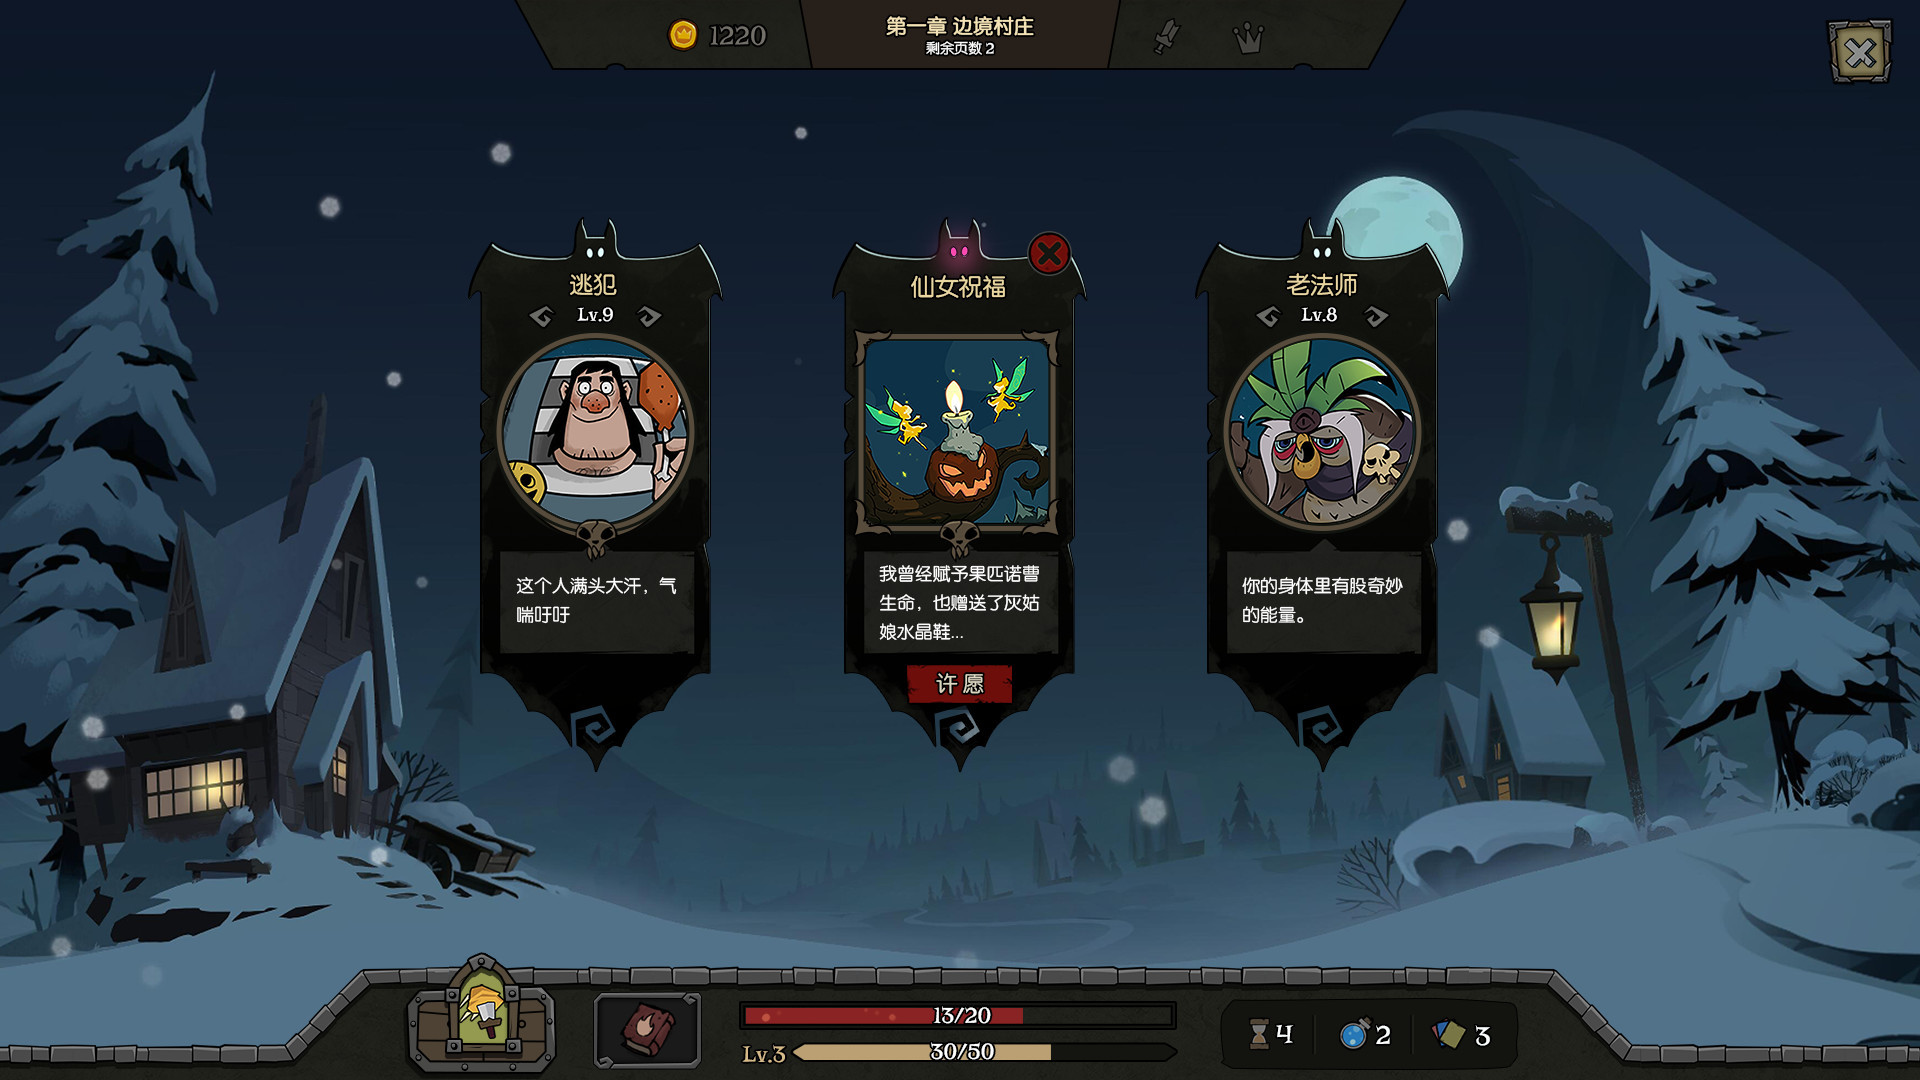 1220
第一章 边境村庄
剩余页数 2
逃犯
Lv.9
这个人满头大汗，气
喘吁吁
仙女祝福
我曾经赋予果匹诺曹
生命，也赠送了灰姑
娘水晶鞋...
许愿
老法师
Lv.8
你的身体里有股奇妙
的能量。
13/20
Lv.3
30/50
4
2
3